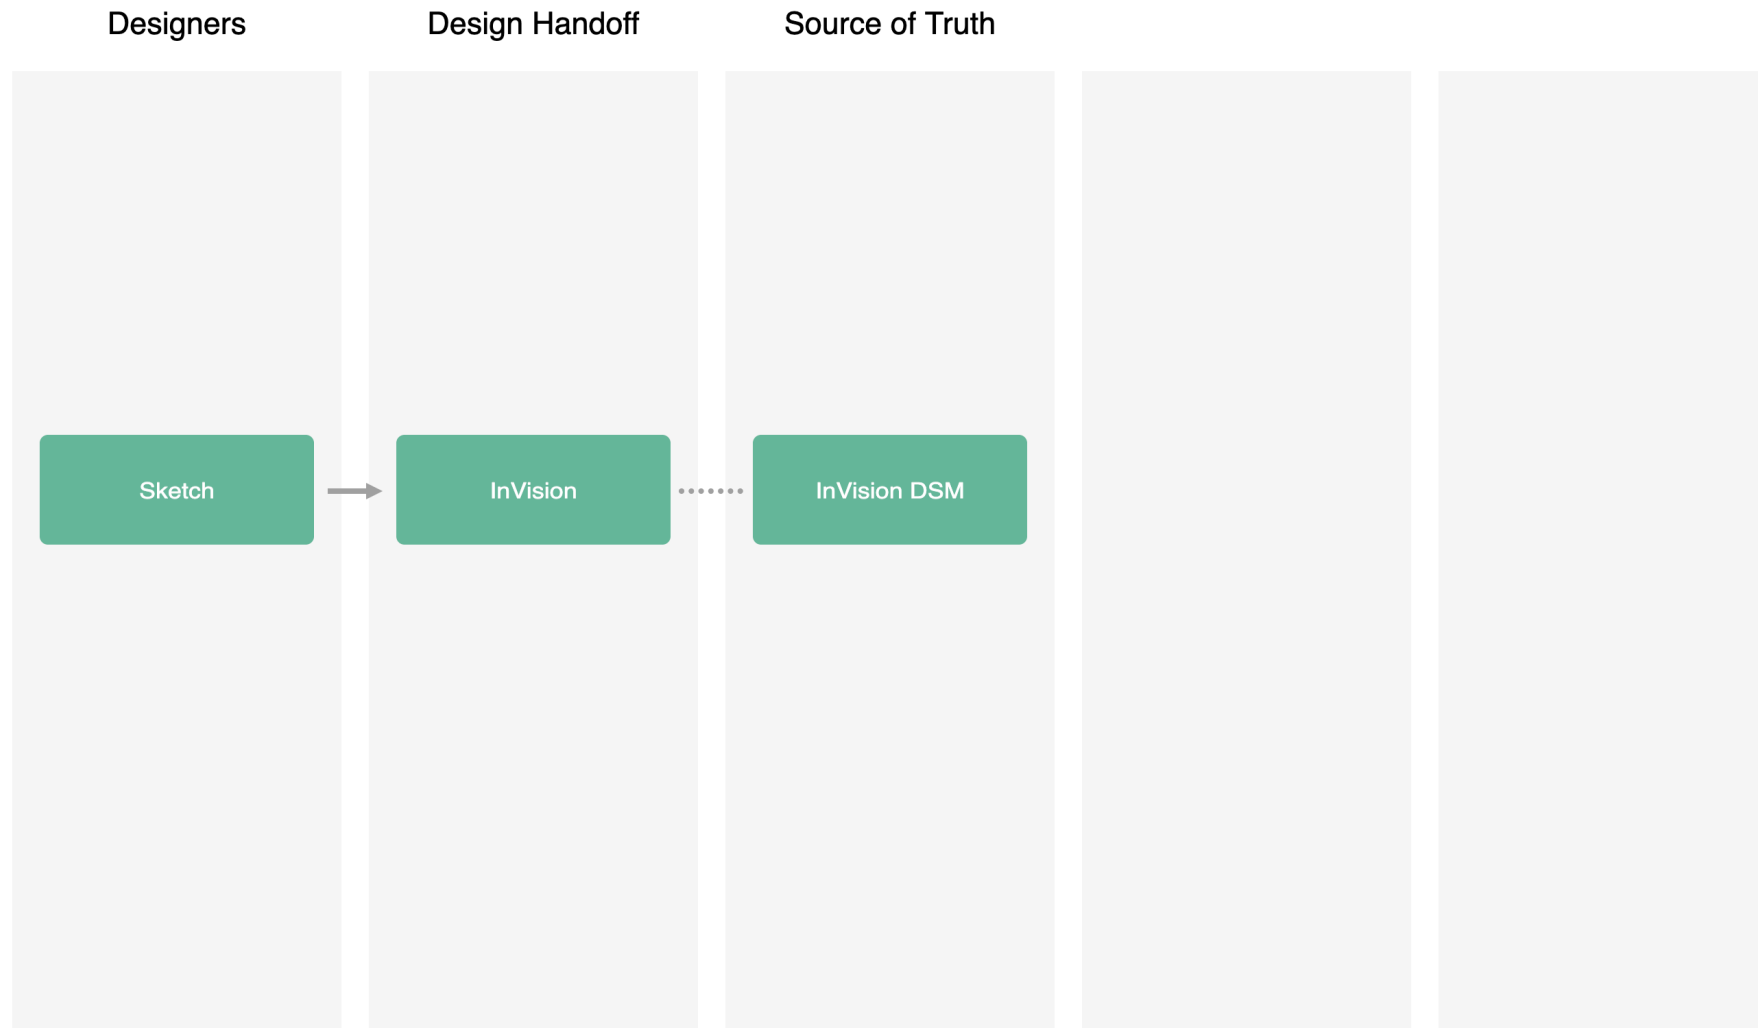 Designers
Design Handoff
Source of Truth
Sketch
InVision
InVision DSM